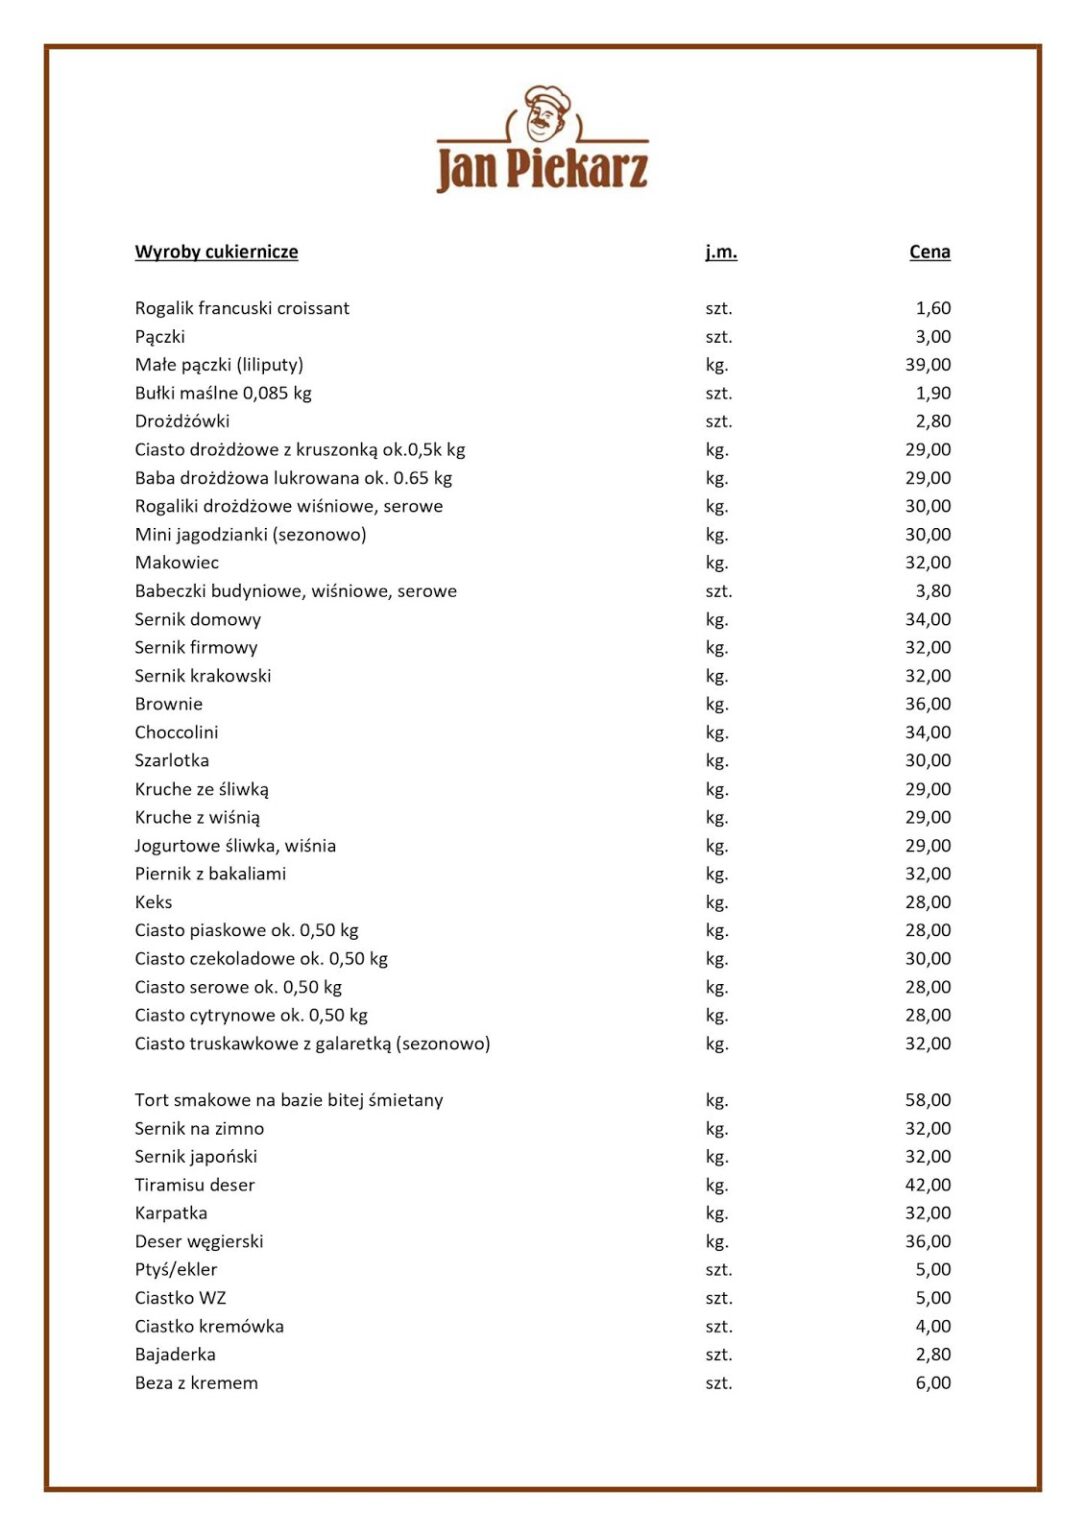 Jan Piekarz
Wyroby cukiernicze j.m. Cena
Rogalik francuski croissant szt. 1,60
Pączki szt. 3,00
Małe pączki (liliputy) kg. 39,00
Bułki maślne 0,085 kg szt. 1,90
Drożdżówki szt. 2,80
Ciasto drożdżowe z kruszonką ok.0,5k kg kg. 29,00
Baba drożdżowa lukrowana ok. 0.65 kg kg. 29,00
Rogaliki drożdżowe wiśniowe, serowe kg. 30,00
Mini jagodzianki (sezonowo) kg. 30,00
Makowiec kg. 32,00
Babeczki budyniowe, wiśniowe, serowe szt. 3,80
Sernik domowy kg. 34,00
Sernik firmowy kg. 32,00
Sernik krakowski kg. 32,00
Brownie kg. 36,00
Choccolini kg. 34,00
Szarlotka kg. 30,00
Kruche ze śliwką kg. 29,00
Kruche z wiśnią kg. 29,00
Jogurtowe śliwka, wiśnia kg. 29,00
Piernik z bakaliami kg. 32,00
Keks kg. 28,00
Ciasto piaskowe ok. 0,50 kg kg. 28,00
Ciasto czekoladowe ok. 0,50 kg kg. 30,00
Ciasto serowe ok. 0,50 kg kg. 28,00
Ciasto cytrynowe ok. 0,50 kg kg. 28,00
Ciasto truskawkowe z galaretką (sezonowo) kg. 32,00
Tort smakowe na bazie bitej śmietany kg. 58,00
Sernik na zimno kg. 32,00
Sernik japoński kg. 32,00
Tiramisu deser kg. 42,00
Karpatka kg. 32,00
Deser węgierski kg. 36,00
Ptyś/ekler szt. 5,00
Ciastko WZ szt. 5,00
Ciastko kremówka szt. 4,00
Bajaderka szt. 2,80
Beza z kremem szt. 6,00